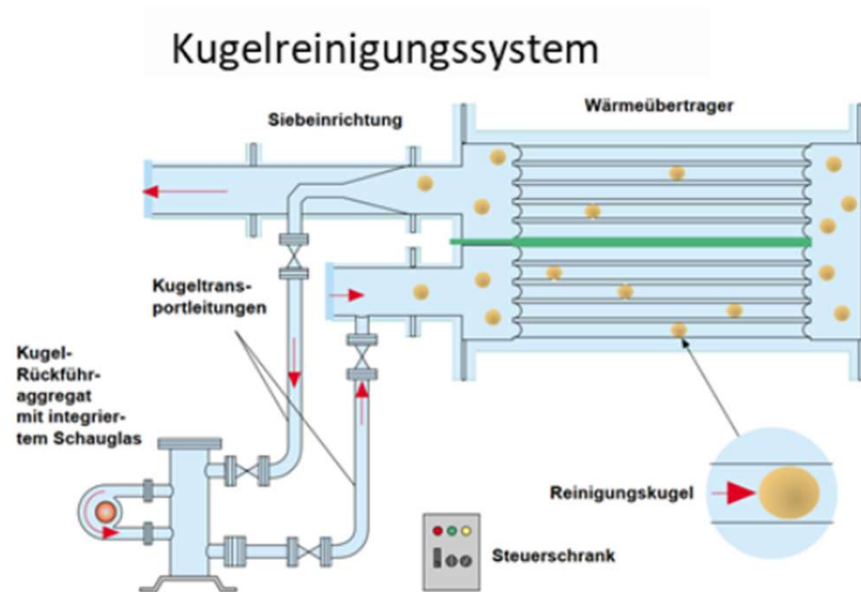 Kugelreinigungssystem
Siebeinrichtung
Wärmeübertrager
Kugeltrans-
portleitungen
Kugel-
Rückführ-
aggregat
mit integrier-
tem Schauglas
Reinigungskugel
Steuerschrank